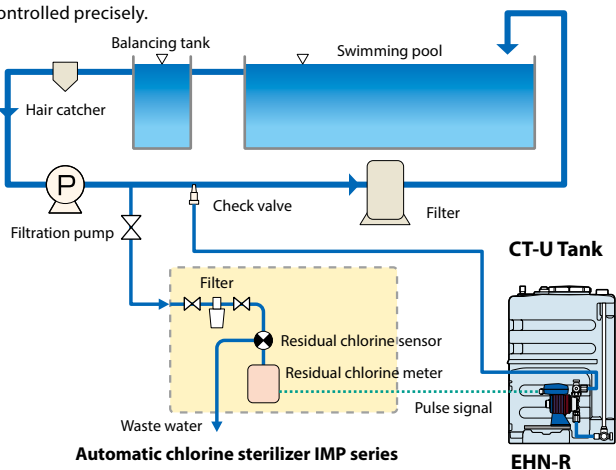 ontrolled precisely.
Balancing tank
Swimming pool
Hair catcher
P
Check valve
Filter
Filtration pump
CT-U Tank
Filter
Residual chlorine sensor
Residual chlorine meter
Pulse signal
Waste water
Automatic chlorine sterilizer IMP series
EHN-R